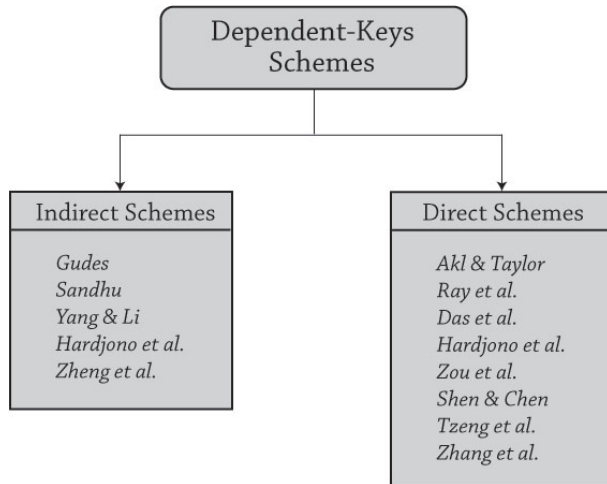 Dependent-Keys
Schemes
Indirect Schemes
Gudes
Sandhu
Yang & Li
Hardjono et al.
Zheng et al.
Direct Schemes
Akl & Taylor
Ray et al.
Das et al.
Hardjono et al.
Zou et al.
Shen & Chen
Tzeng et al.
Zhang et al.